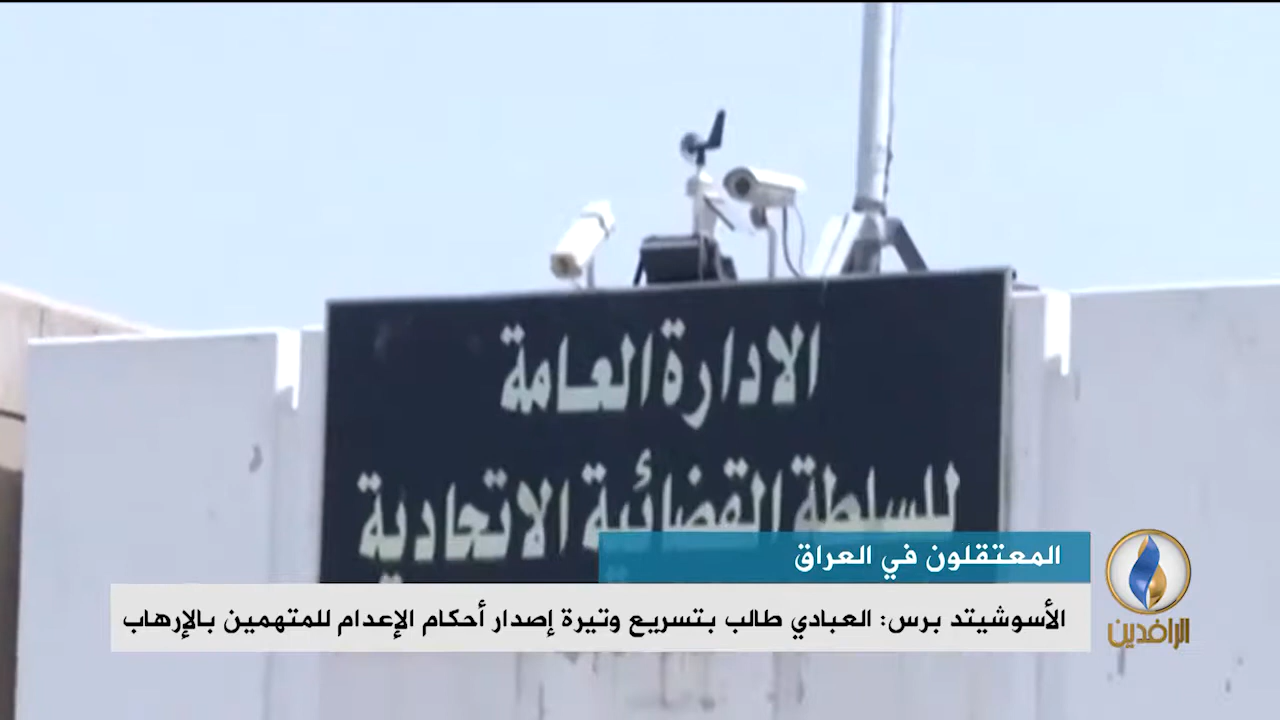 الادارة العامة
للسلطة القضائية الاتحادية
المعتقلون في العراق
الأسوشيتد برس: العبادي طالب بتسريع وتيرة إصدار أحكام الإعدام للمتهمين بالإرهاب
الرافدين